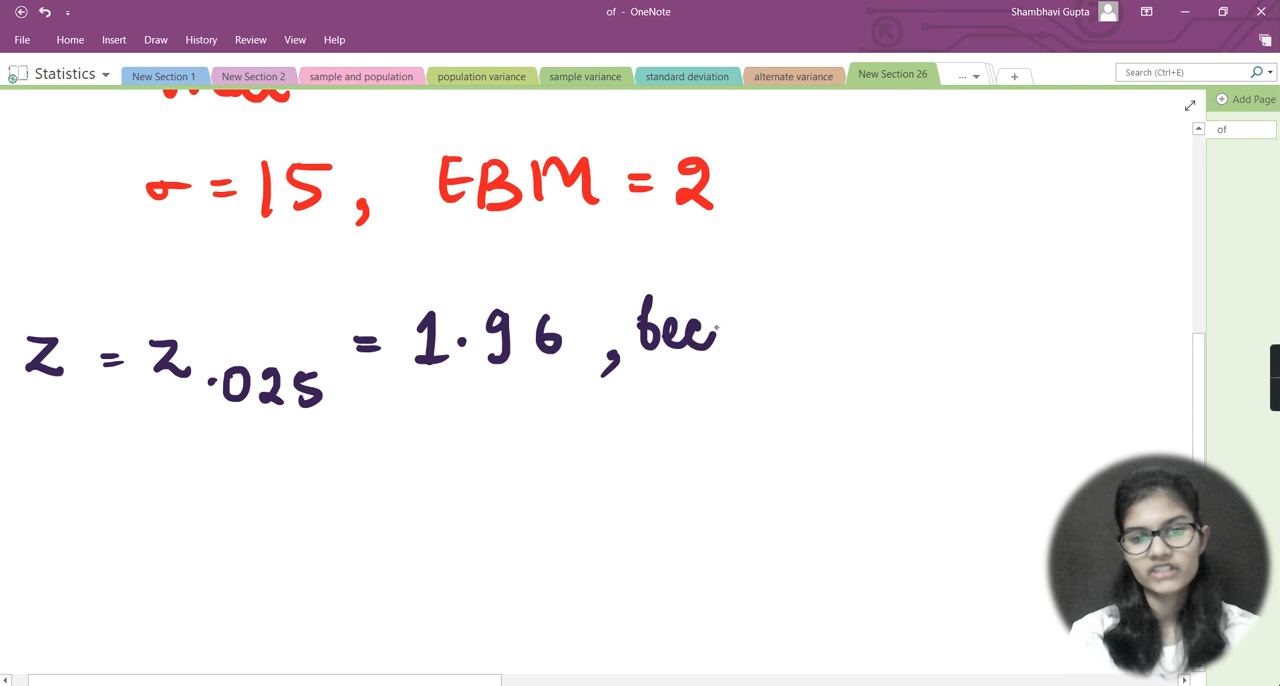 of - OneNote
Shambhavi Gupta
File Home Insert Draw History Review View Help
Statistics
New Section 1 New Section 2 sample and population population variance sample variance standard deviation alternate variance New Section 26 ... +
Search (Ctrl+E)
Add Page
of
σ = 15, EBM = 2
z = z .025 = 1.96, bec